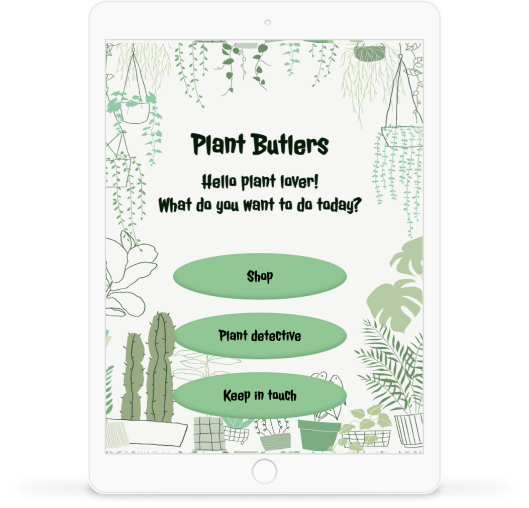 Plant Butlers
Hello plant lover!
What do you want to do today?
Shop
Plant detective
Keep in touch